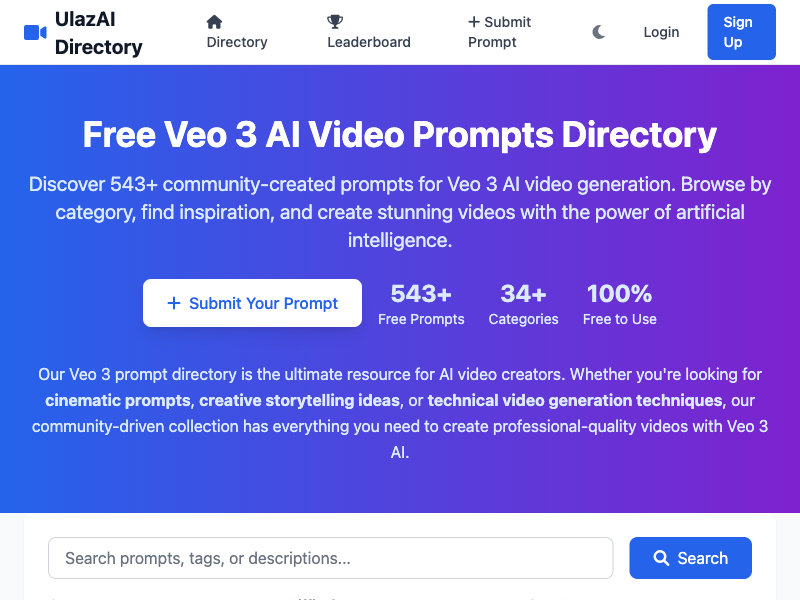 UlazAI Directory
Directory
Leaderboard
Submit Prompt
Login
Sign Up
Free Veo 3 AI Video Prompts Directory
Discover 543+ community-created prompts for Veo 3 AI video generation. Browse by
category, find inspiration, and create stunning videos with the power of artificial
intelligence.
Submit Your Prompt
543+
Free Prompts
34+
Categories
100%
Free to Use
Our Veo 3 prompt directory is the ultimate resource for AI video creators. Whether you're looking for
cinematic prompts, creative storytelling ideas, or technical video generation techniques, our
community-driven collection has everything you need to create professional-quality videos with Veo 3
AI.
Search prompts, tags, or descriptions...
Search